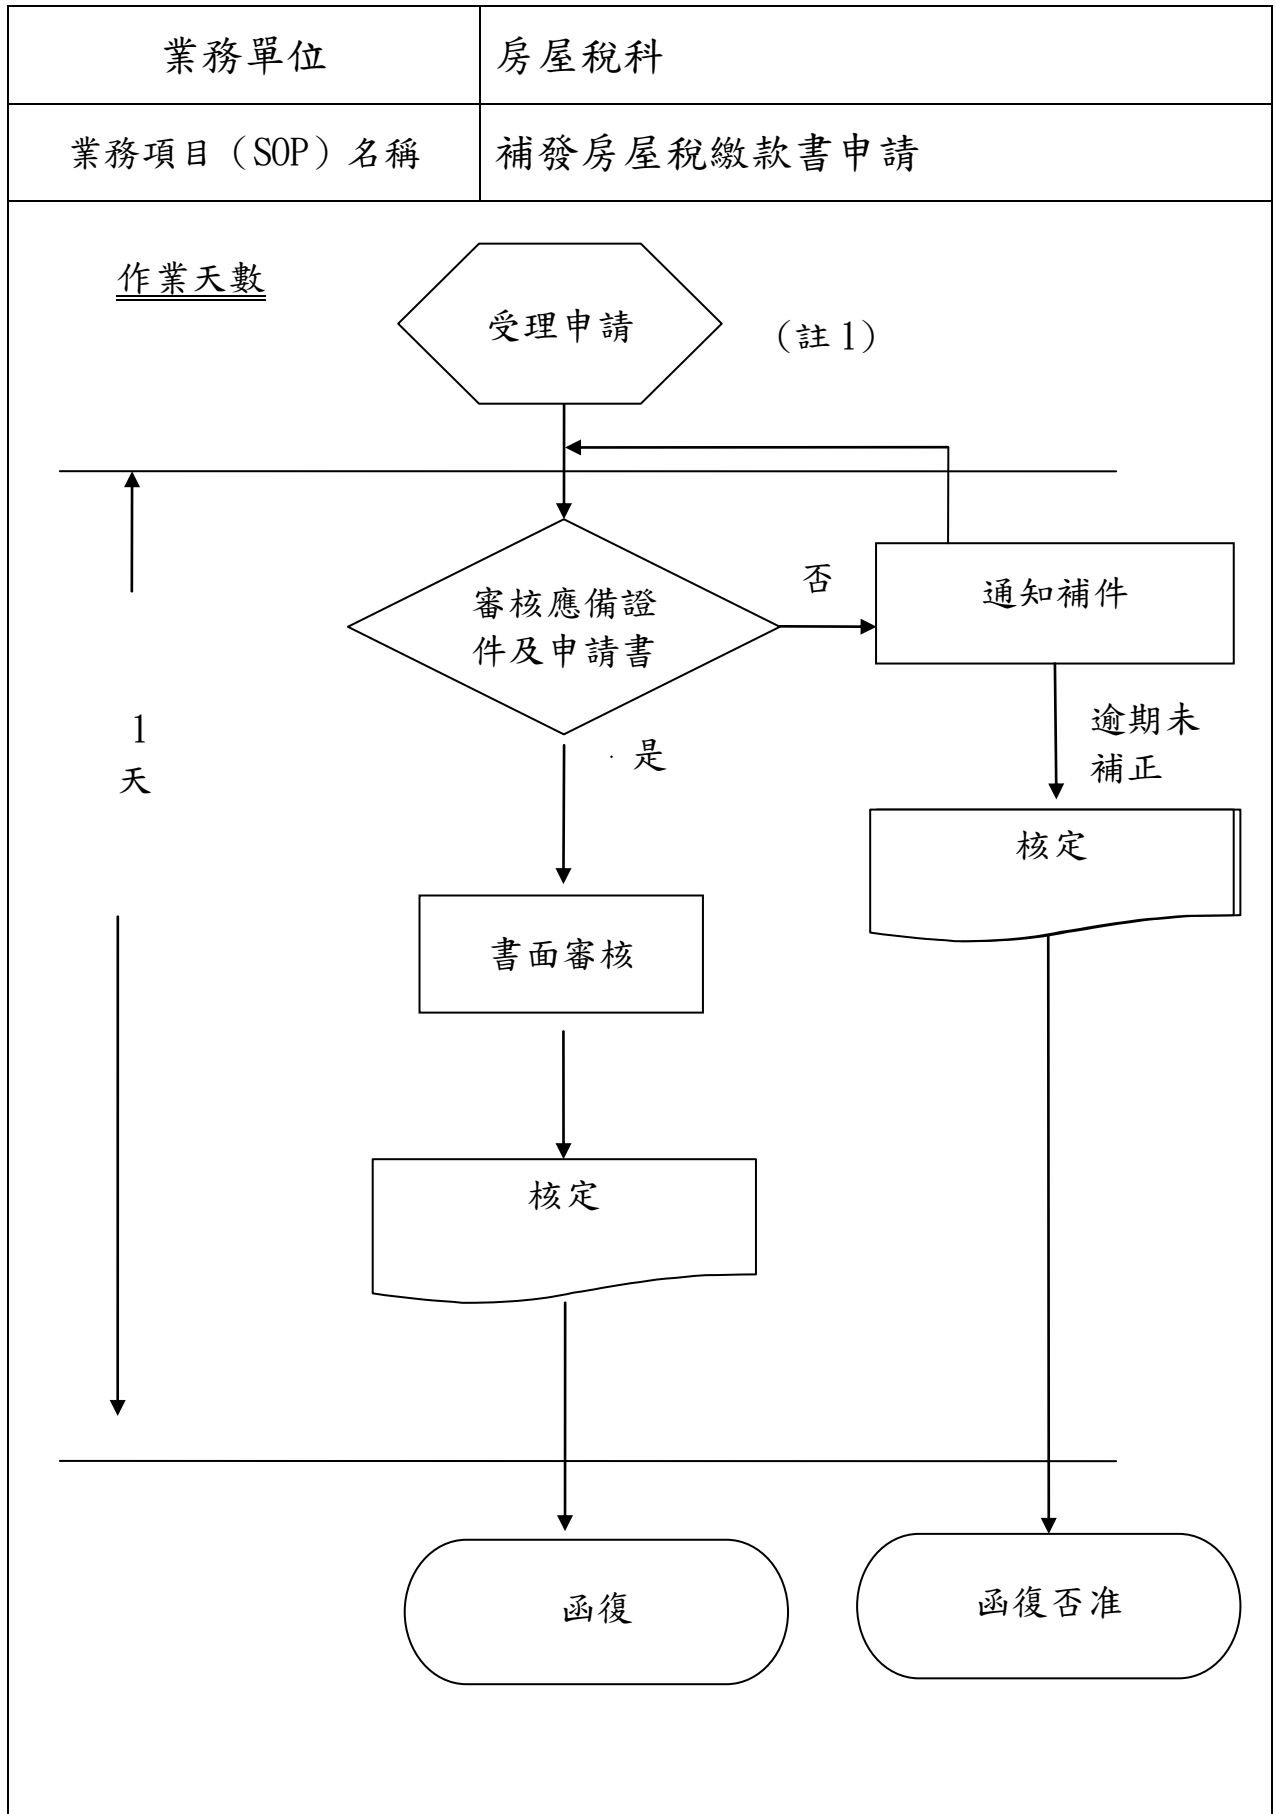 業務單位
房屋稅科
業務項目（SOP）名稱
補發房屋稅繳款書申請
作業天數
受理申請
（註1）
審核應備證
件及申請書
否
通知補件
1
天
是
逾期未
補正
核定
書面審核
核定
函復
函復否准